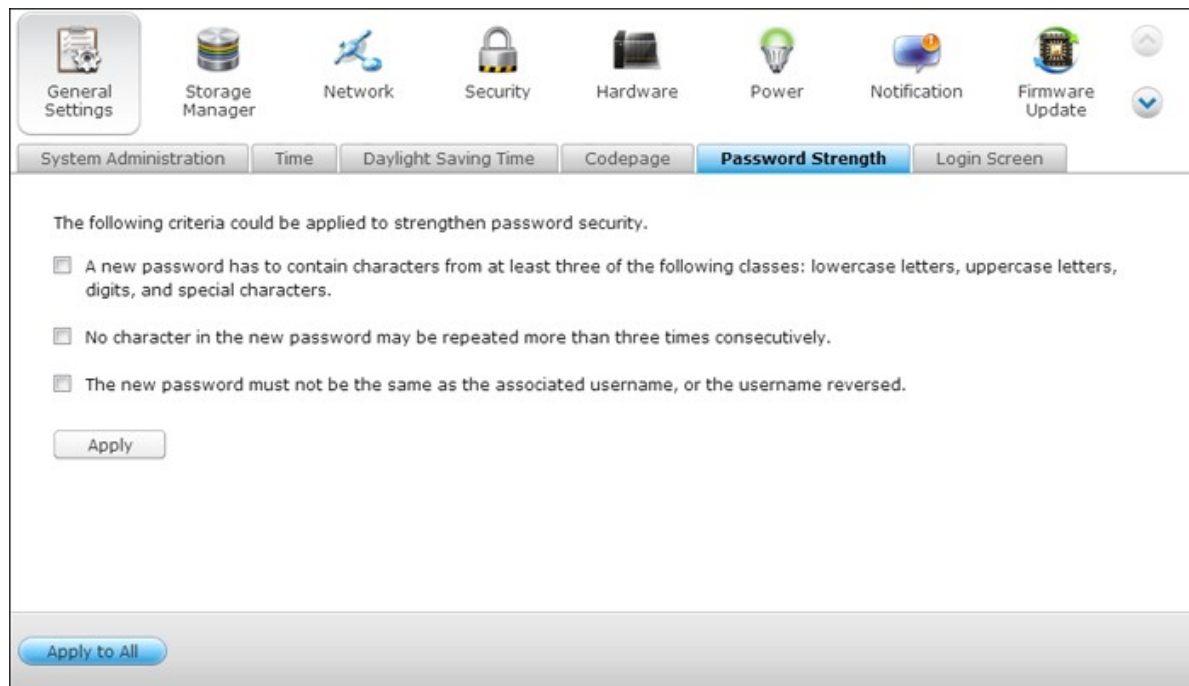 General Settings
Storage Manager
Network
Security
Hardware
Power
Notification
Firmware Update
System Administration
Time
Daylight Saving Time
Codepage
Password Strength
Login Screen
The following criteria could be applied to strengthen password security.
A new password has to contain characters from at least three of the following classes: lowercase letters, uppercase letters,
digits, and special characters.
No character in the new password may be repeated more than three times consecutively.
The new password must not be the same as the associated username, or the username reversed.
Apply
Apply to All